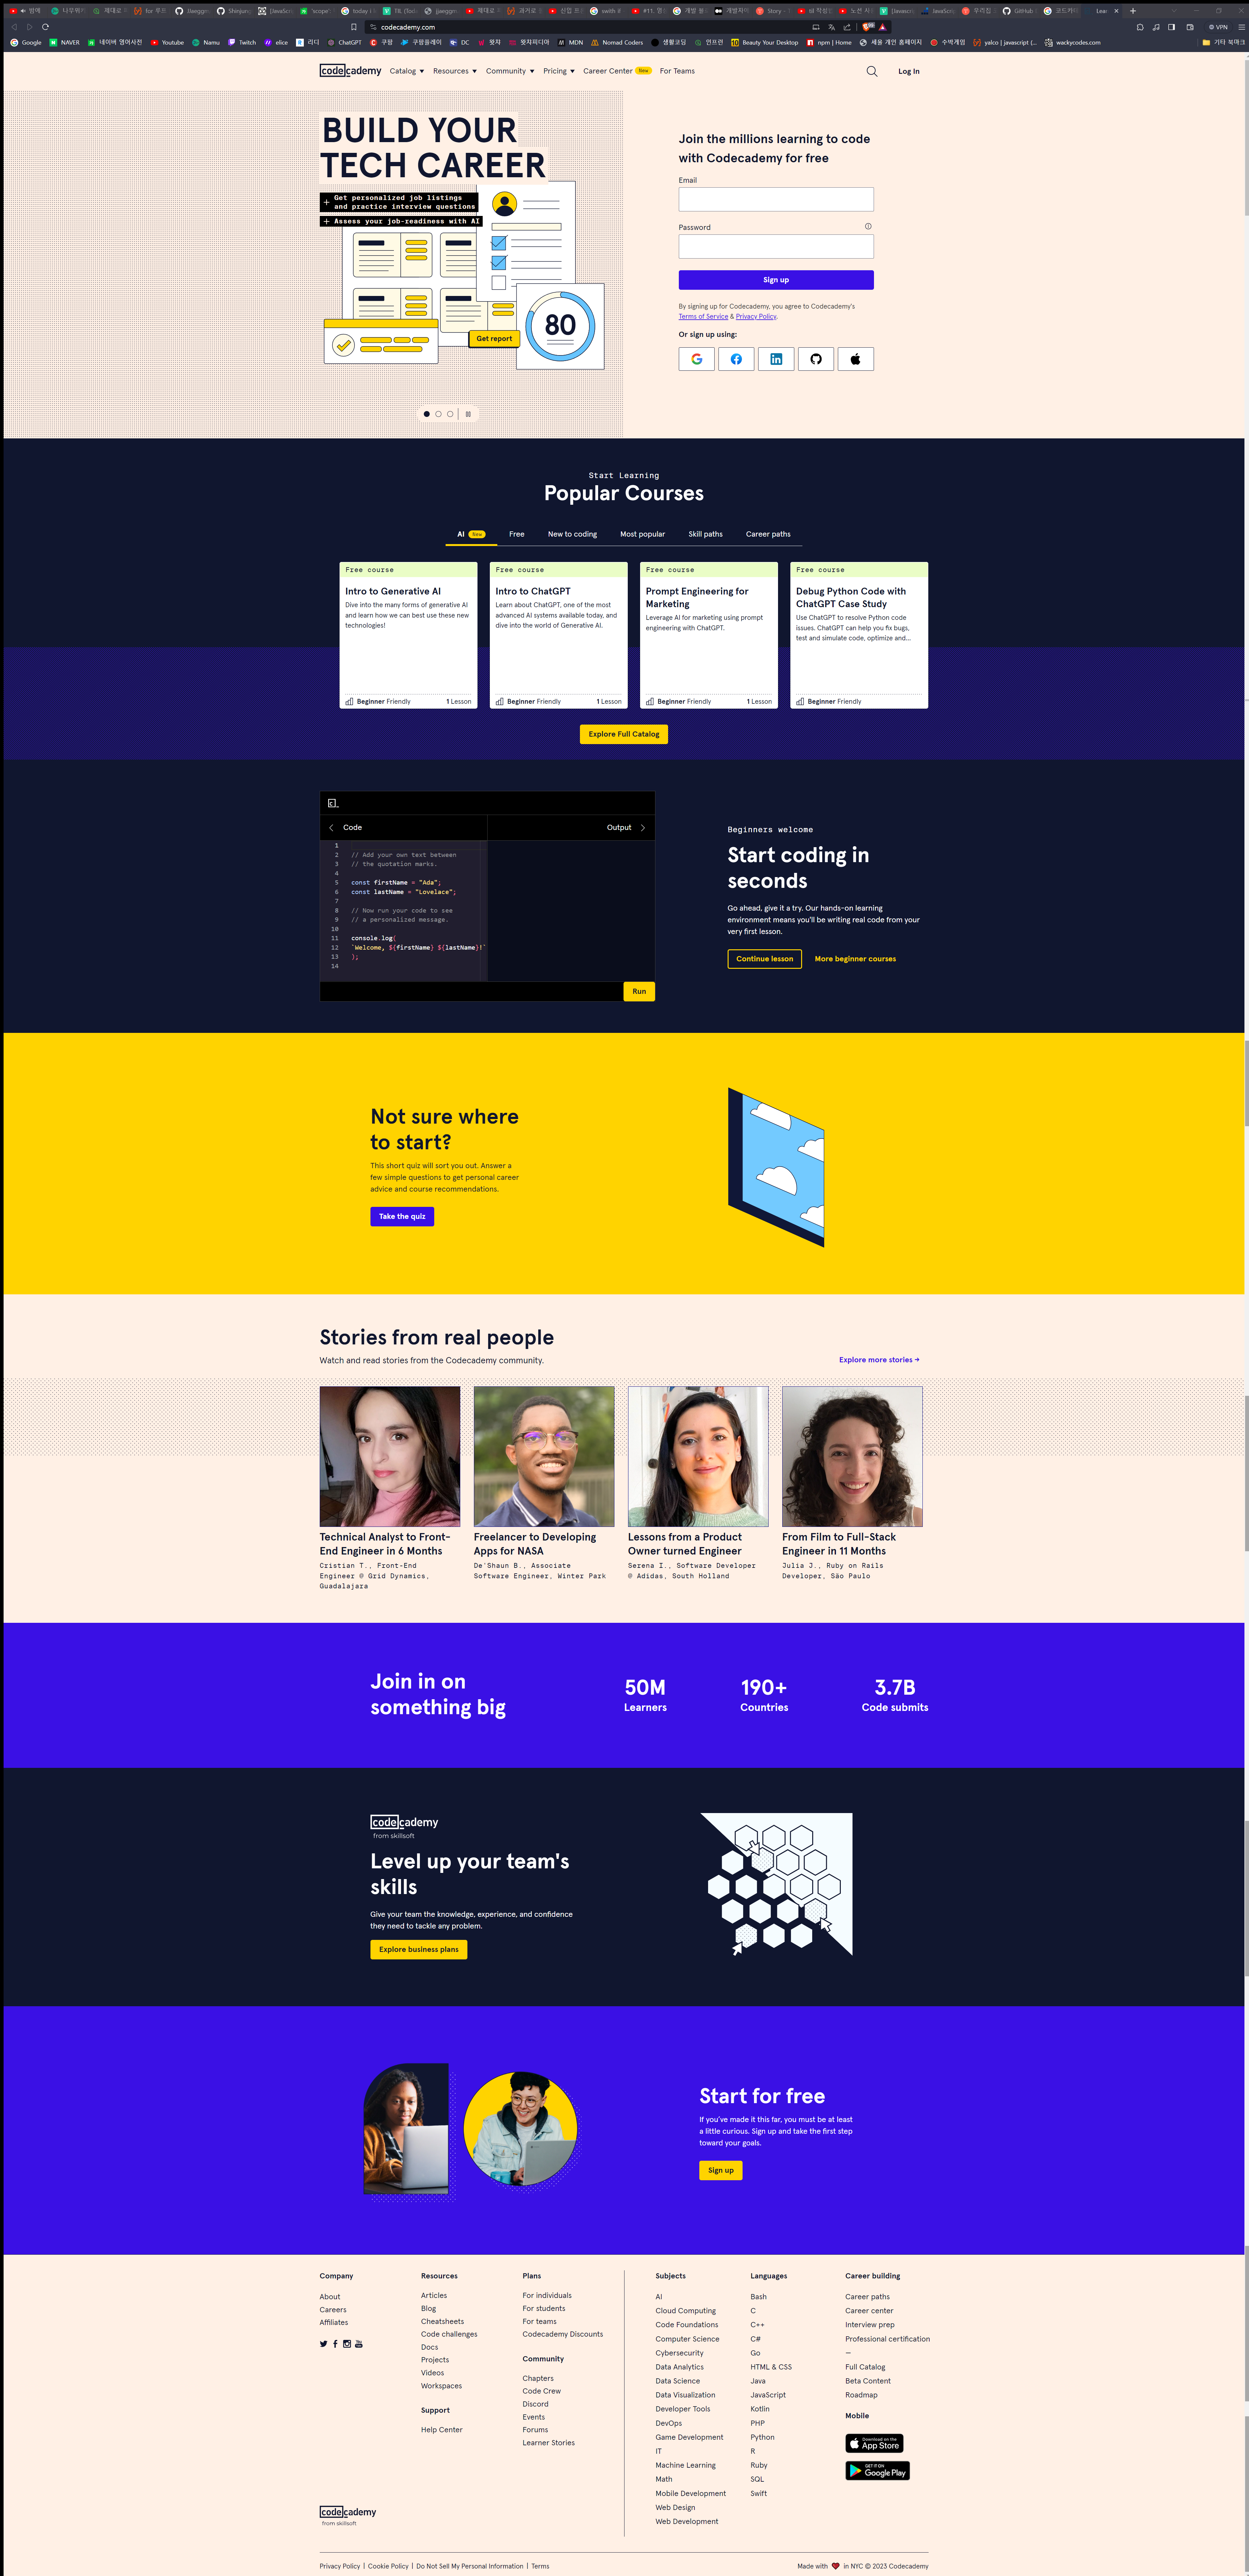 codecademy.com
VPN
Google NAVER 네이버 영어사전 Youtube Namu Twitch elice 리디 ChatGPT 쿠팡 쿠팡플레이 DC 왓챠 왓챠피디아 MDN Nomad Coders 생활코딩 인프런 Beauty Your Desktop npm | Home 세울 개인 홈페이지 수박게임 yalco | javascript (... wackycodes.com 기타 북마크
codecademy Catalog Resources Community Pricing Career Center New For Teams Log In
BUILD YOUR
TECH CAREER
+ Get personalized job listings
and practice interview questions
+ Assess your job-readiness with AI
80
Get report
Join the millions learning to code
with Codecademy for free
Email
Password
Sign up
By signing up for Codecademy, you agree to Codecademy's
Terms of Service & Privacy Policy.
Or sign up using:
Start Learning
Popular Courses
AI New Free New to coding Most popular Skill paths Career paths
Free course
Intro to Generative AI
Dive into the many forms of generative AI
and learn how we can best use these new
technologies!
Beginner Friendly 1 Lesson
Free course
Intro to ChatGPT
Learn about ChatGPT, one of the most
advanced AI systems available today, and
dive into the world of Generative AI.
Beginner Friendly 1 Lesson
Free course
Prompt Engineering for
Marketing
Leverage AI for marketing using prompt
engineering with ChatGPT.
Beginner Friendly 1 Lesson
Free course
Debug Python Code with
ChatGPT Case Study
Use ChatGPT to resolve Python code
issues. ChatGPT can help you fix bugs,
test and simulate code, optimize and...
Beginner Friendly
Explore Full Catalog
Code Output
1
2 // Add your own text between
3 // the quotation marks.
4
5 const firstName = "Ada";
6 const lastName = "Lovelace";
7
8 // Now run your code to see
9 // a personalized message.
10
11 console.log(
12 `Welcome, ${firstName} ${lastName}!`
13 );
14
Run
Beginners welcome
Start coding in
seconds
Go ahead, give it a try. Our hands-on learning
environment means you'll be writing real code from your
very first lesson.
Continue lesson More beginner courses
Not sure where
to start?
This short quiz will sort you out. Answer a
few simple questions to get personal career
advice and course recommendations.
Take the quiz
Stories from real people
Watch and read stories from the Codecademy community.
Explore more stories →
Technical Analyst to Front-
End Engineer in 6 Months
Cristian T., Front-End
Engineer @ Grid Dynamics,
Guadalajara
Freelancer to Developing
Apps for NASA
De'Shaun B., Associate
Software Engineer, Winter Park
Lessons from a Product
Owner turned Engineer
Serena I., Software Developer
@ Adidas, South Holland
From Film to Full-Stack
Engineer in 11 Months
Julia J., Ruby on Rails
Developer, São Paulo
Join in on
something big
50M
Learners
190+
Countries
3.7B
Code submits
codecademy
from skillsoft
Level up your team's
skills
Give your team the knowledge, experience, and confidence
they need to tackle any problem.
Explore business plans
Start for free
If you've made it this far, you must be at least
a little curious. Sign up and take the first step
toward your goals.
Sign up
Company
About
Careers
Affiliates
Resources
Articles
Blog
Cheatsheets
Code challenges
Docs
Projects
Videos
Workspaces
Support
Help Center
Plans
For individuals
For students
For teams
Codecademy Discounts
Community
Chapters
Code Crew
Discord
Events
Forums
Learner Stories
Subjects
AI
Cloud Computing
Code Foundations
Computer Science
Cybersecurity
Data Analytics
Data Science
Data Visualization
Developer Tools
DevOps
Game Development
IT
Machine Learning
Math
Mobile Development
Web Design
Web Development
Languages
Bash
C
C++
C#
Go
HTML & CSS
Java
JavaScript
Kotlin
PHP
Python
R
Ruby
SQL
Swift
Career building
Career paths
Career center
Interview prep
Professional certification
—
Full Catalog
Beta Content
Roadmap
Mobile
Download on the
App Store
GET IT ON
Google Play
codecademy
from skillsoft
Privacy Policy | Cookie Policy | Do Not Sell My Personal Information | Terms
Made with ❤ in NYC © 2023 Codecademy